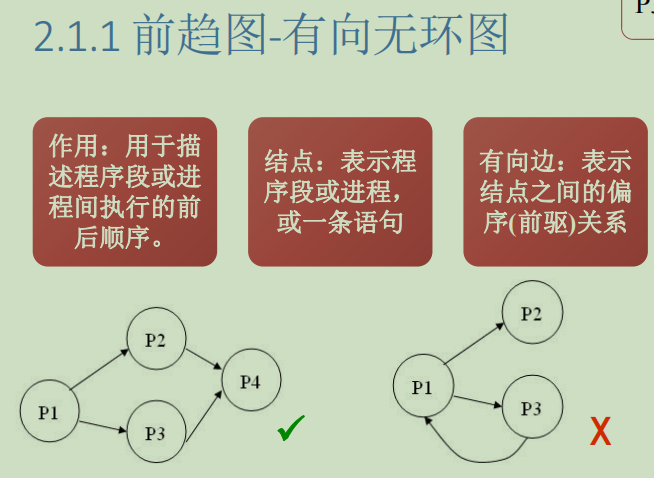 2.1.1 前趋图-有向无环图
作用：用于描
述程序段或进
程间执行的前
后顺序。
结点：表示程
序段或进程，
或一条语句
有向边：表示
结点之间的偏
序(前驱)关系
P2
P4
P1
P3
P2
P1
P3
X